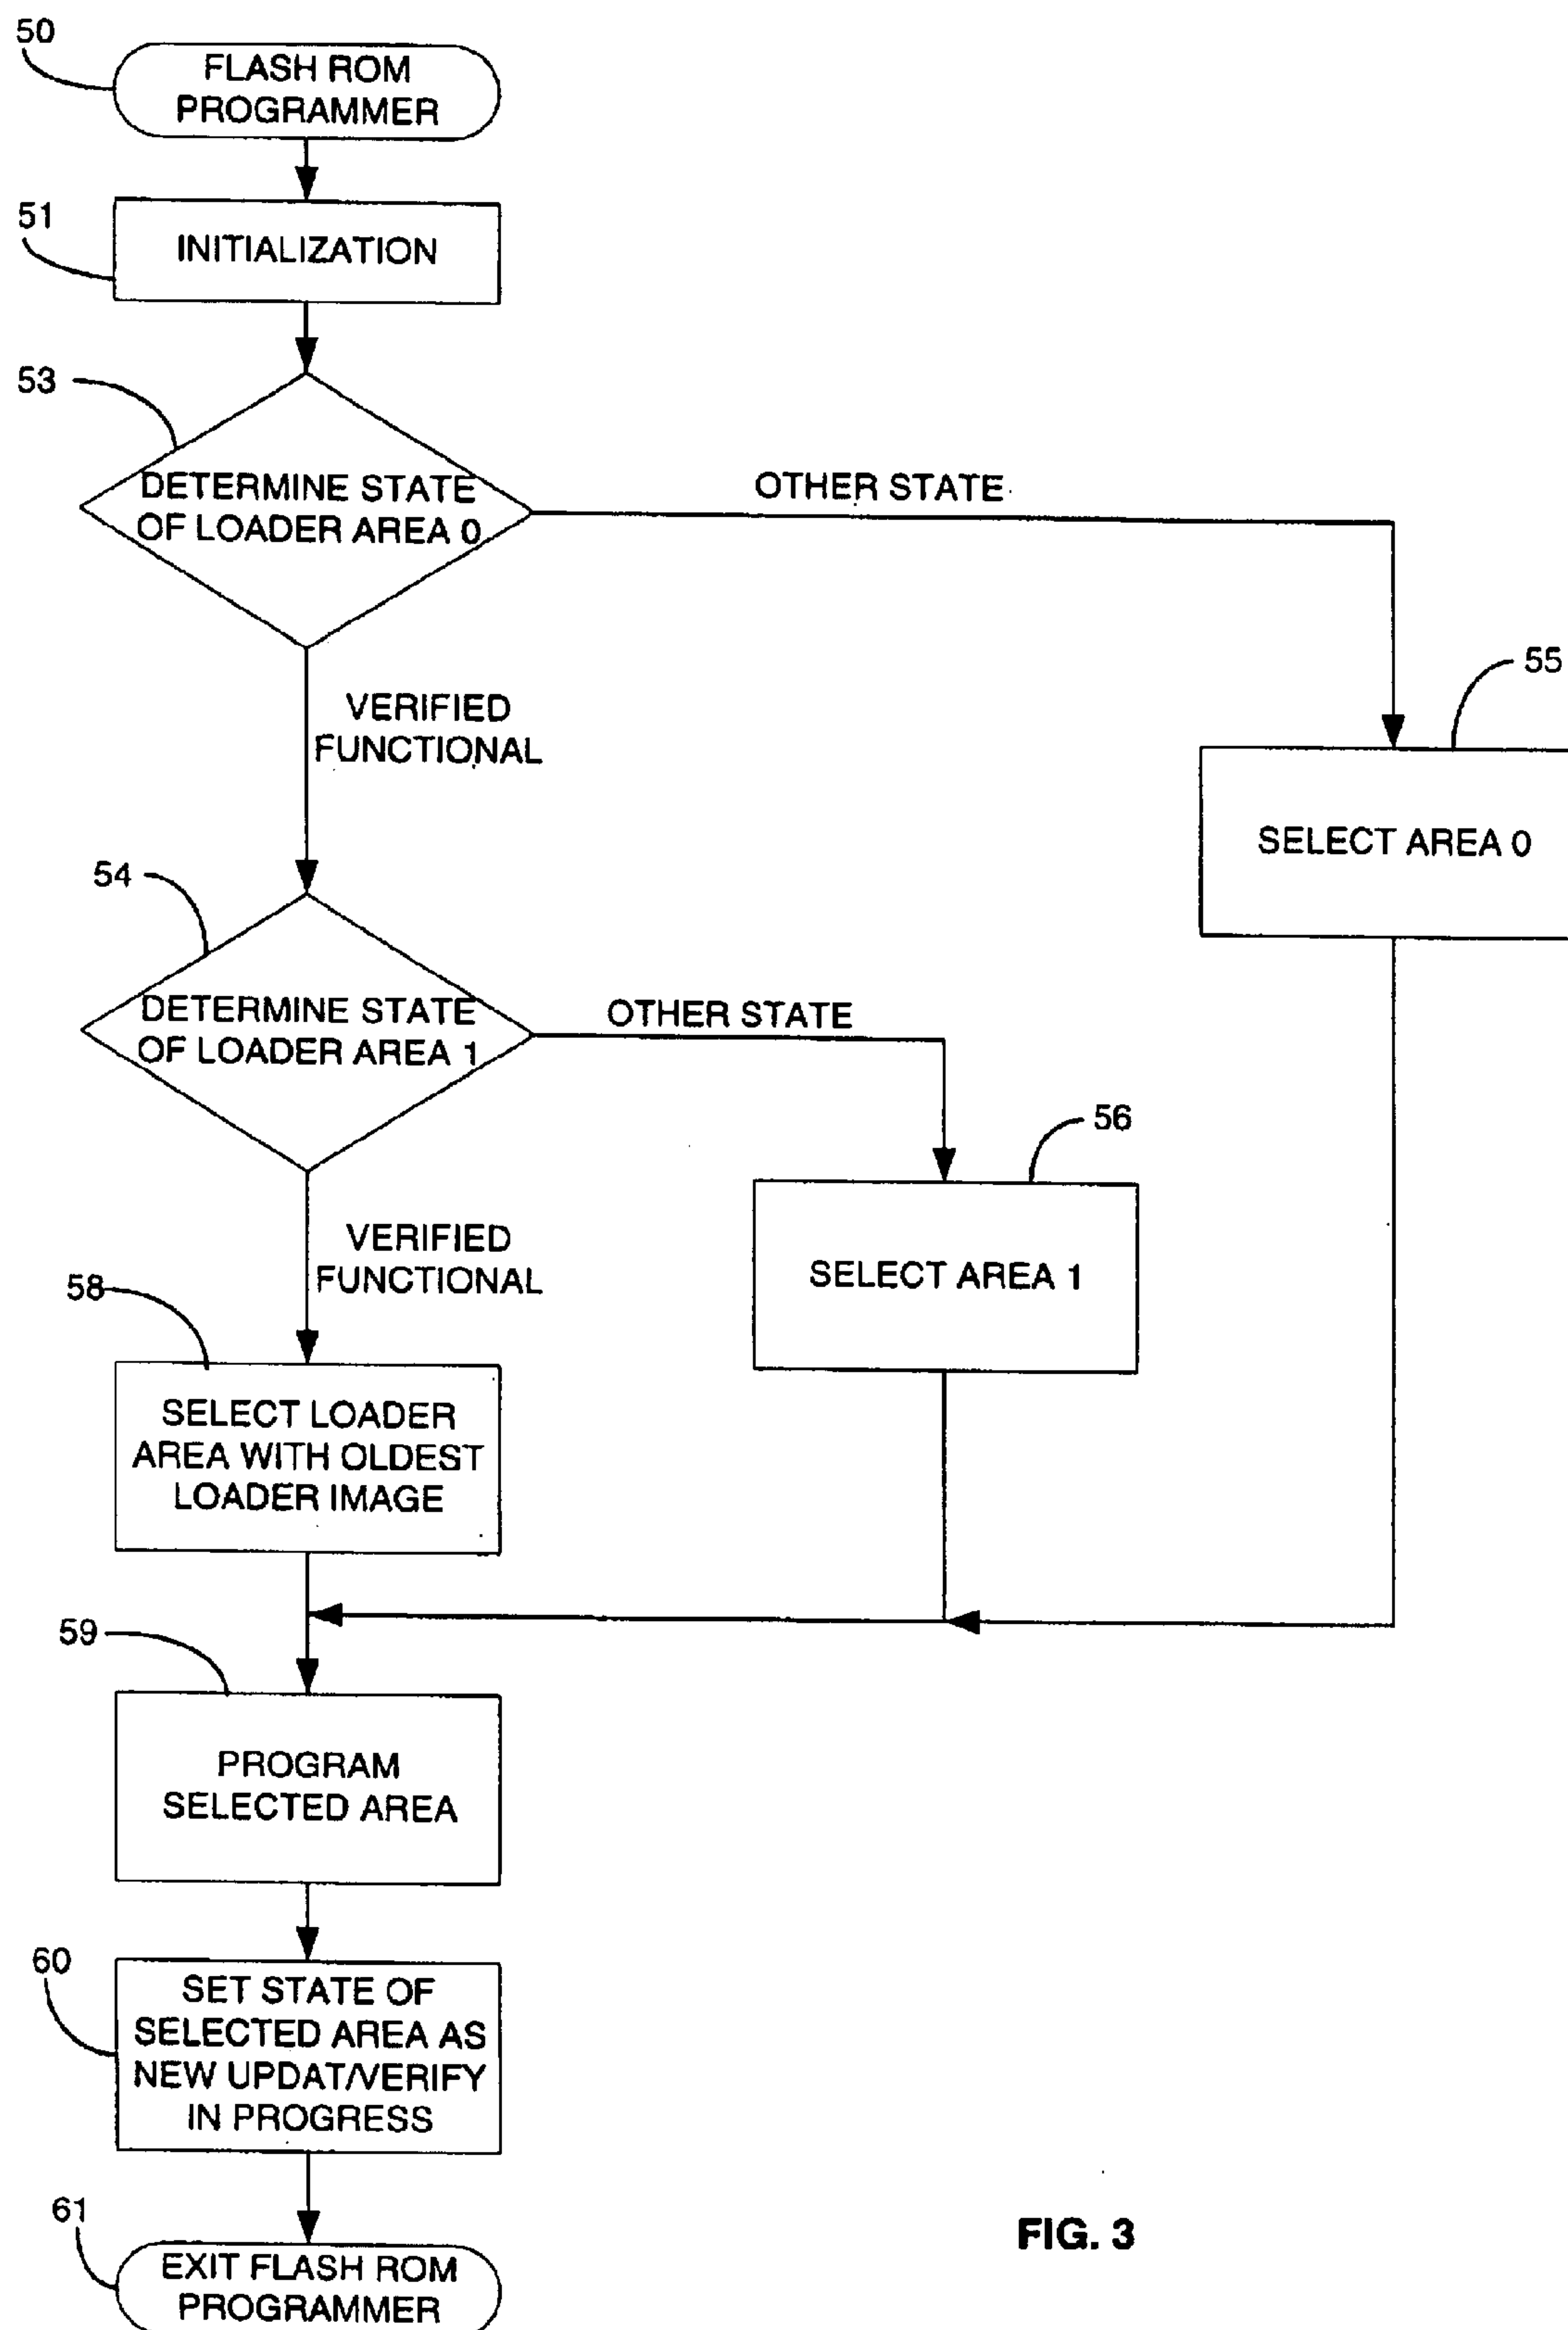 50
FLASH ROM
PROGRAMMER
51
INITIALIZATION
53
DETERMINE STATE
OF LOADER AREA 0
OTHER STATE
VERIFIED
FUNCTIONAL
55
SELECT AREA 0
54
DETERMINE STATE
OF LOADER AREA 1
OTHER STATE
56
SELECT AREA 1
VERIFIED
FUNCTIONAL
58
SELECT LOADER
AREA WITH OLDEST
LOADER IMAGE
59
PROGRAM
SELECTED AREA
60
SET STATE OF
SELECTED AREA AS
NEW UPDAT/VERIFY
IN PROGRESS
61
EXIT FLASH ROM
PROGRAMMER
FIG. 3